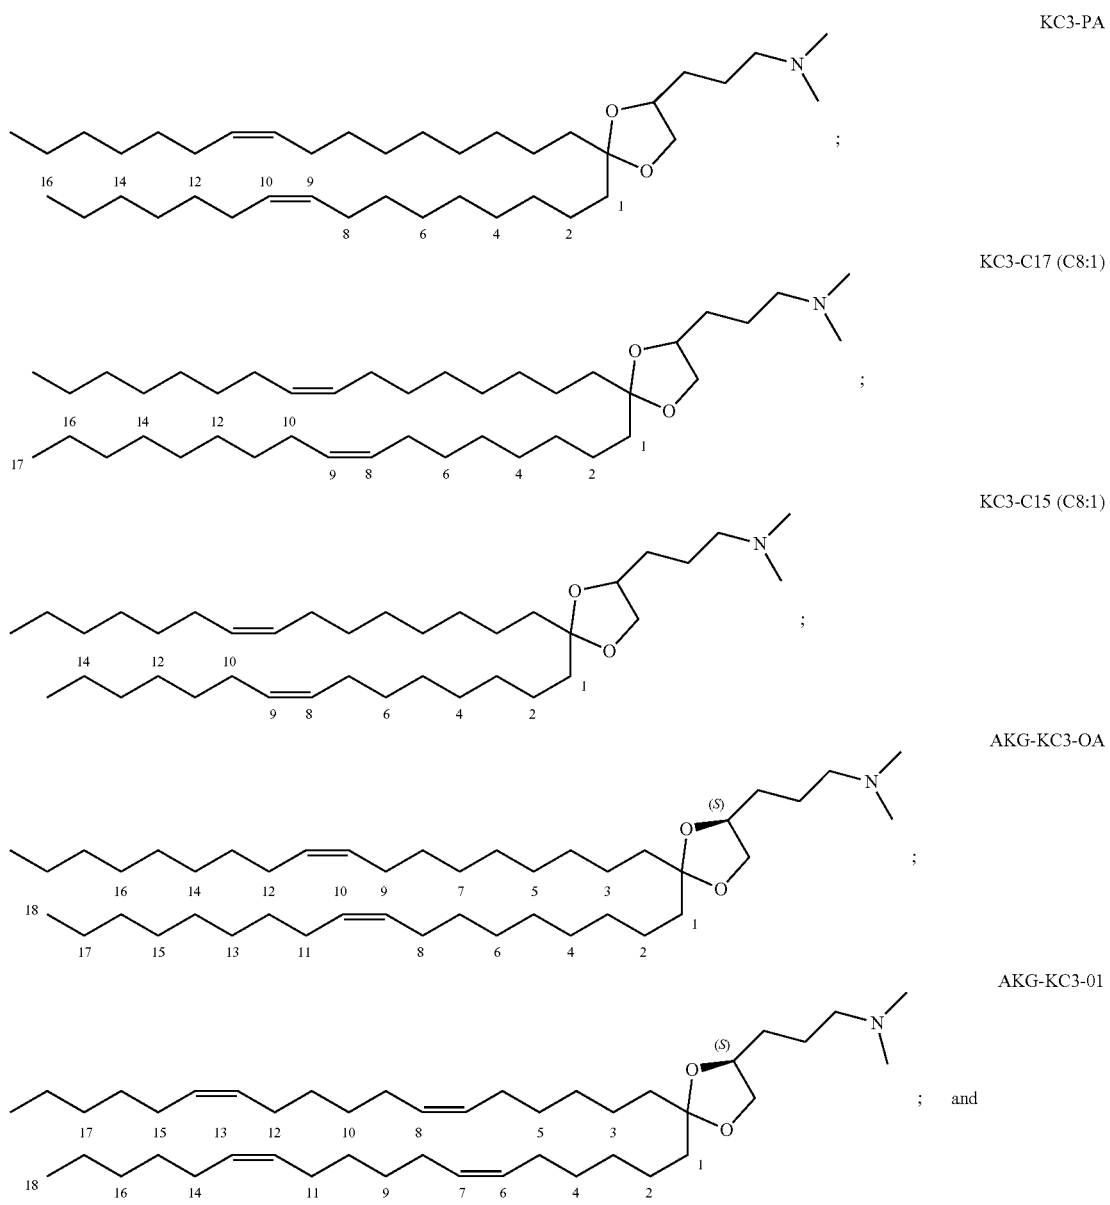 KC3-PA
N
O
O
;
16 14 12 10 9
1
8 6 4 2
KC3-C17 (C8:1)
N
O
O
;
16 14 12 10
1
17 9 8 6 4 2
KC3-C15 (C8:1)
N
O
O
;
14 12 10
1
9 8 6 4 2
AKG-KC3-OA
N
(S)
O
O
;
16 14 12 10 9 7 5 3
18
1
17 15 13 11 8 6 4 2
AKG-KC3-01
N
(S)
O
O
; and
17 15 13 12 10 8 5 3
1
18 16 14 11 9 7 6 4 2